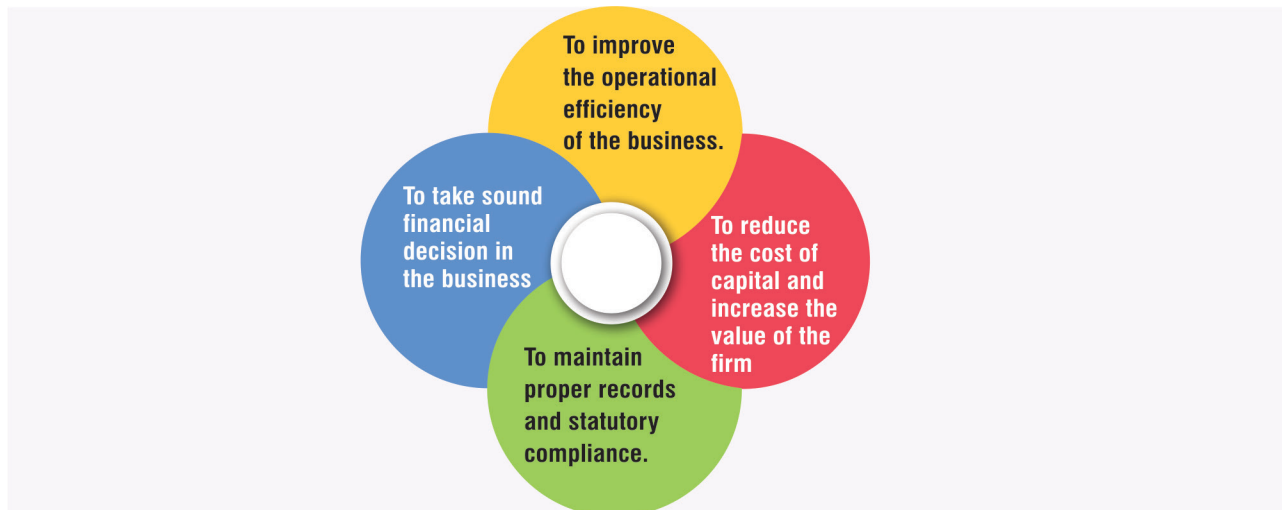 To improve
the operational
efficiency
of the business.
To take sound
financial
decision in
the business
To reduce
the cost of
capital and
increase the
value of the
firm
To maintain
proper records
and statutory
compliance.